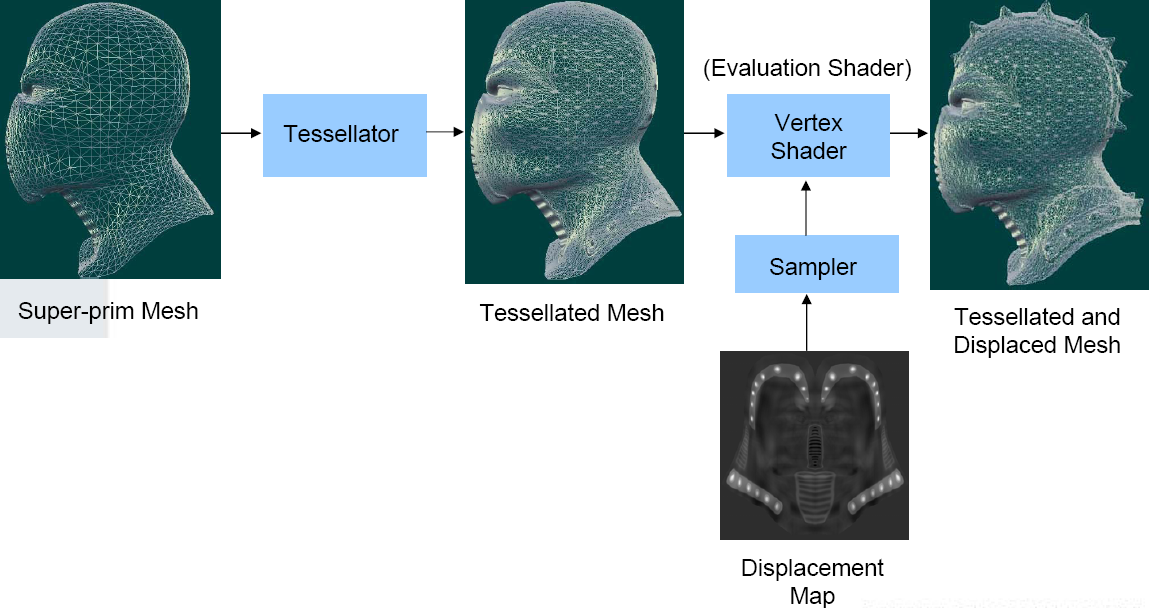 (Evaluation Shader)
Tessellator
Vertex
Shader
Sampler
Super-prim Mesh
Tessellated Mesh
Tessellated and
Displaced Mesh
Displacement
Map